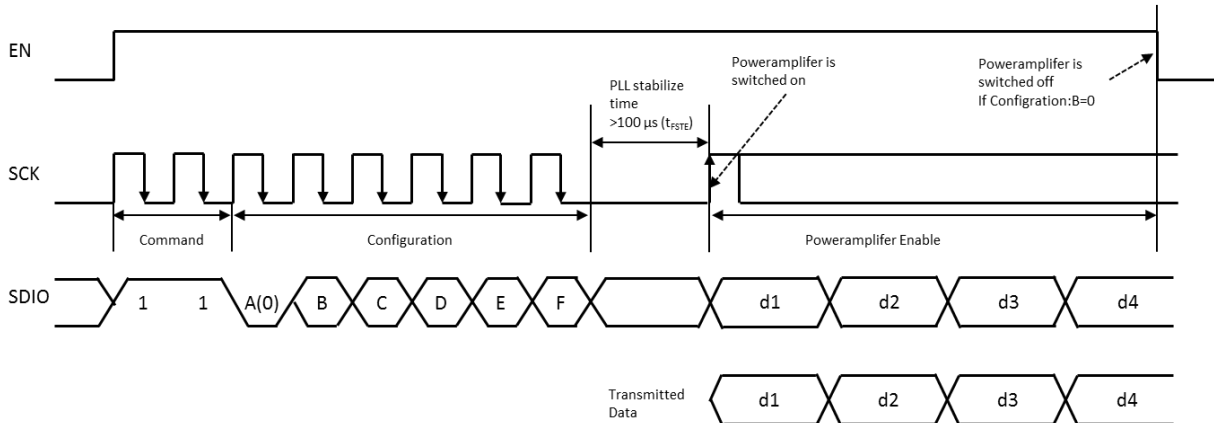 EN
Poweramplifer is
switched on
Poweramplifer is
switched off
If Configration:B=0
PLL stabilize
time
>100 µs (tFSTE)
SCK
Command
Configuration
Poweramplifer Enable
SDIO
1 1 A(0) B C D E F d1 d2 d3 d4
Transmitted
Data
d1 d2 d3 d4